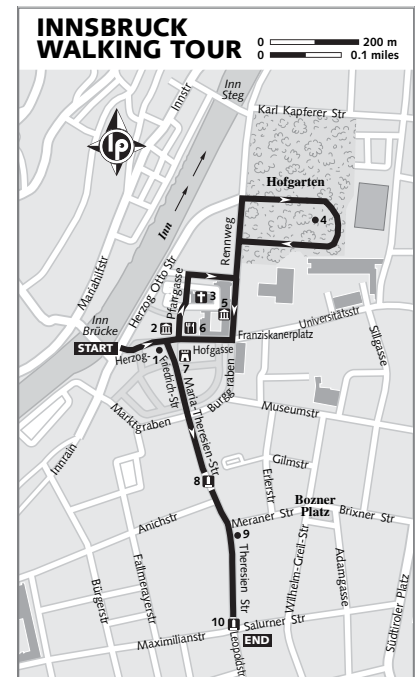 INNSBRUCK
WALKING TOUR
0 200 m
0 0.1 miles
Inn
Steg
Innstr
Karl Kapferer Str
lp
Hofgarten
4
Inn
Rennweg
Mariahilfstr
Herzog Otto Str
Pfarrgasse
3
5
Inn
Brücke
2
6
Universitätsstr
Franziskanerplatz
START
Herzog-
1
Friedrich-Str
Hofgasse
7
Sillgasse
Burggraben
Maria-Theresien-Str
Marktgraben
Museumstr
Innrain
Gilmstr
8
Erlerstr
Bozner
Platz
Meraner Str
Brixner Str
Anichstr
9
Theresien Str
Fallmerayerstr
Wilhelm-Greil-Str
Adamgasse
Bürgerstr
Südtiroler Platz
10
Salurner Str
END
Maximilianstr
Leopoldstr